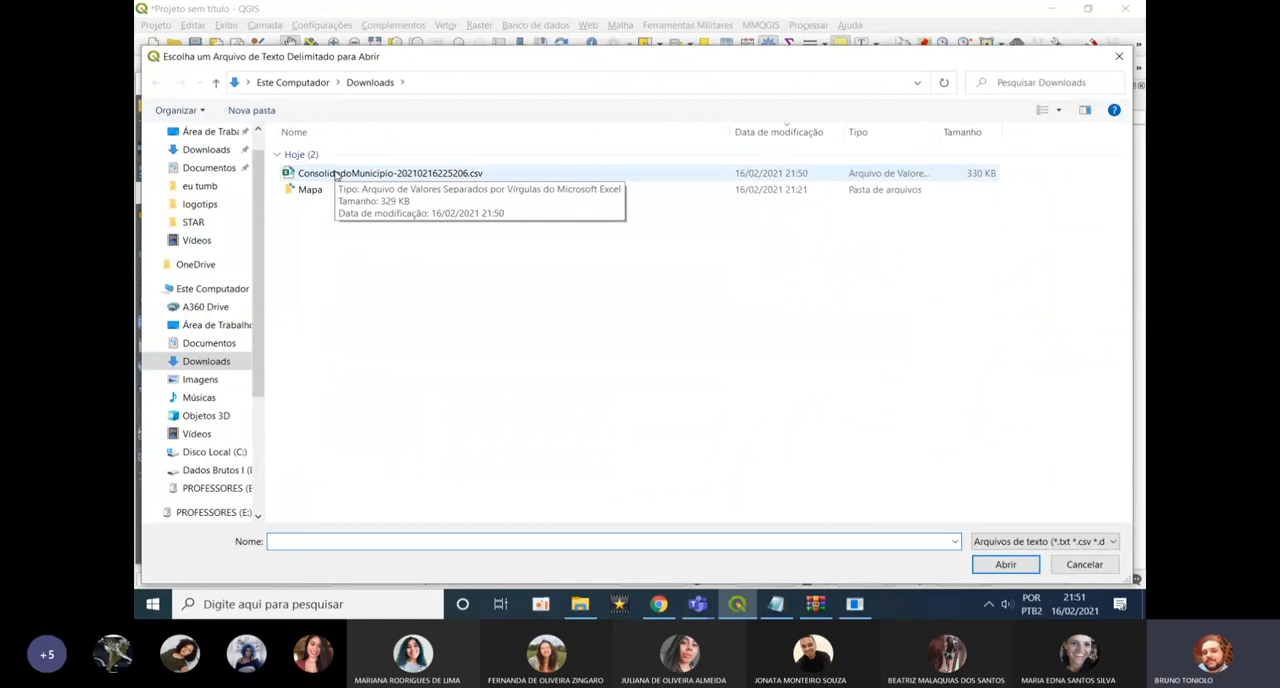 *Projeto sem título - QGIS
Projeto Editar Exibir Camada Configurações Complementos Vetor Raster Banco de dados Web Malha Ferramentas Militares MMQGIS Processar Ajuda
Escolha um Arquivo de Texto Delimitado para Abrir
Este Computador > Downloads >
Pesquisar Downloads
Organizar
Nova pasta
Nome
Data de modificação
Tipo
Tamanho
Hoje (2)
ConsolidadoMunicipio-20210216225206.csv
16/02/2021 21:50
Arquivo de Valore...
330 KB
Mapa
16/02/2021 21:21
Pasta de arquivos
Tipo: Arquivo de Valores Separados por Vírgulas do Microsoft Excel
Tamanho: 329 KB
Data de modificação: 16/02/2021 21:50
Área de Traba
Downloads
Documentos
eu tumb
logotips
STAR
Vídeos
OneDrive
Este Computador
A360 Drive
Área de Trabalho
Documentos
Downloads
Imagens
Músicas
Objetos 3D
Vídeos
Disco Local (C:)
Dados Brutos I (
PROFESSORES (E
PROFESSORES (E:)
Nome:
Arquivos de texto (*.txt *.csv *.d
Abrir
Cancelar
Digite aqui para pesquisar
POR
PTB2
21:51
16/02/2021
+5
MARIANA RODRIGUES DE LIMA
FERNANDA DE OLIVEIRA ZINGARO
JULIANA DE OLIVEIRA ALMEIDA
JONATA MONTEIRO SOUZA
BEATRIZ MALAQUIAS DOS SANTOS
MARIA EDNA SANTOS SILVA
BRUNO TONIOLO